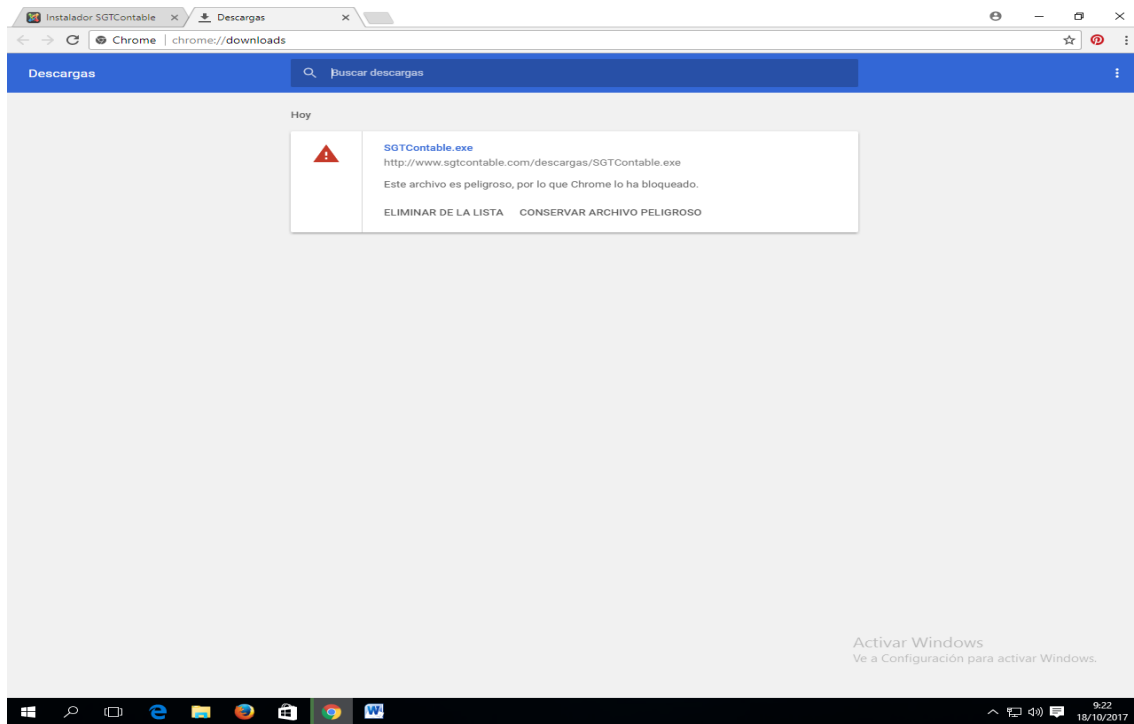 Instalador SGTContable
Descargas
Chrome | chrome://downloads
Descargas
Buscar descargas
Hoy
SGTContable.exe
http://www.sgtcontable.com/descargas/SGTContable.exe
Este archivo es peligroso, por lo que Chrome lo ha bloqueado.
ELIMINAR DE LA LISTA CONSERVAR ARCHIVO PELIGROSO
Activar Windows
Ve a Configuración para activar Windows.
9:22
18/10/2017